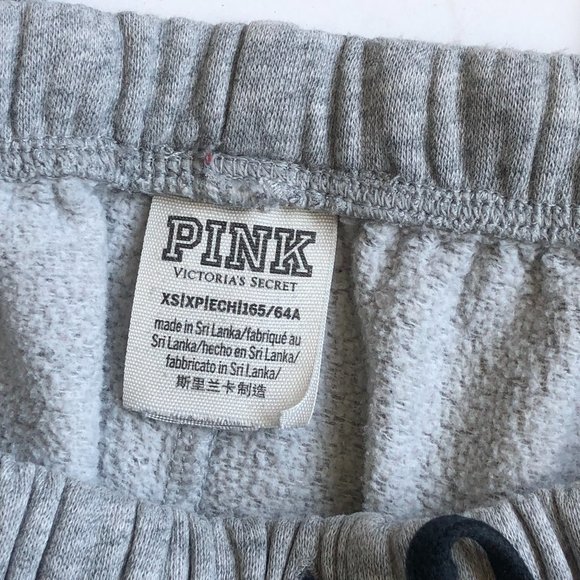 PINK
VICTORIA'S SECRET
XS|XP|ECH|165/64A
made in Sri Lanka/fabriqué au
Sri Lanka/hecho en Sri Lanka/
fabbricato in Sri Lanka/
斯里兰卡制造